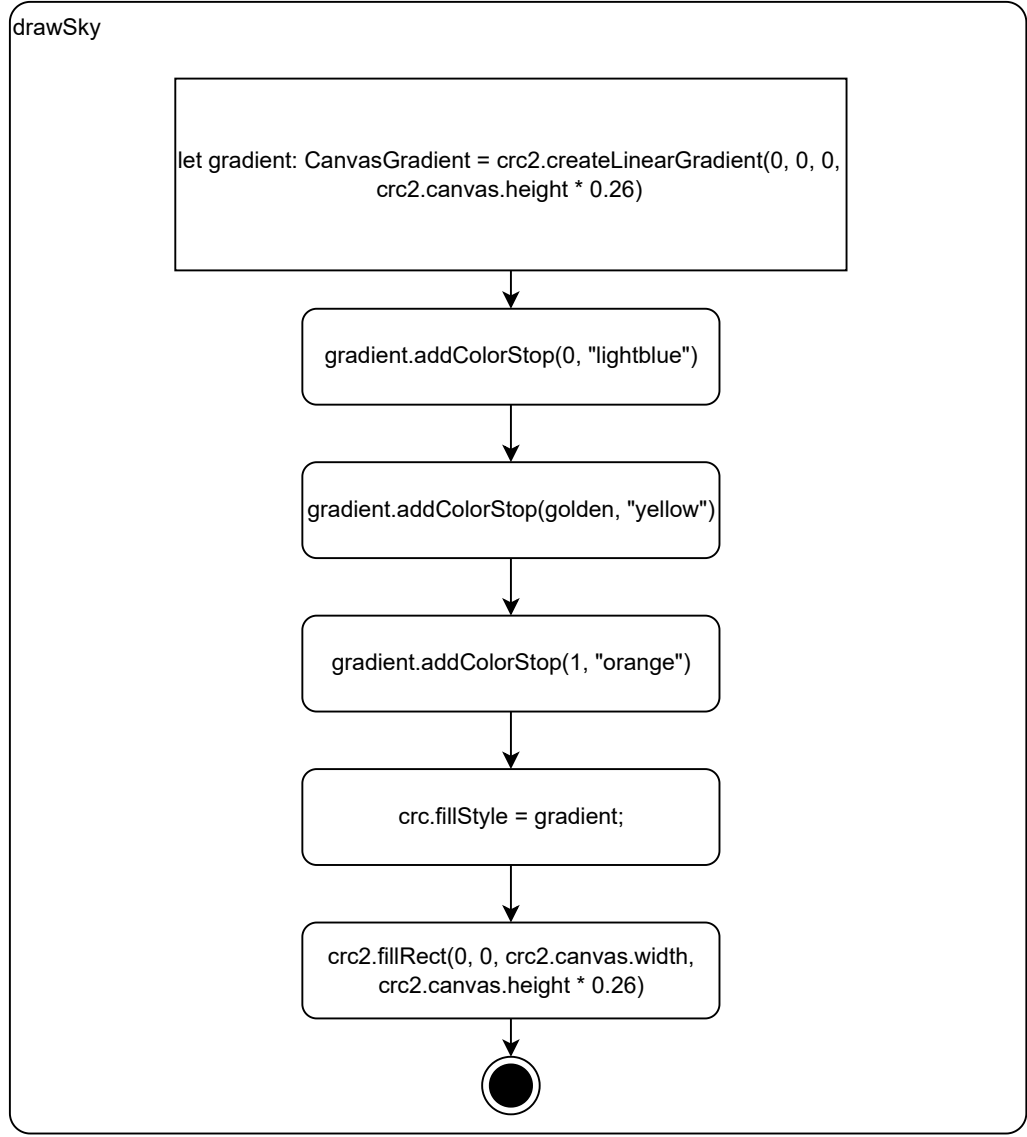 drawSky
let gradient: CanvasGradient = crc2.createLinearGradient(0, 0, 0,
crc2.canvas.height * 0.26)
gradient.addColorStop(0, "lightblue")
gradient.addColorStop(golden, "yellow")
gradient.addColorStop(1, "orange")
crc.fillStyle = gradient;
crc2.fillRect(0, 0, crc2.canvas.width,
crc2.canvas.height * 0.26)